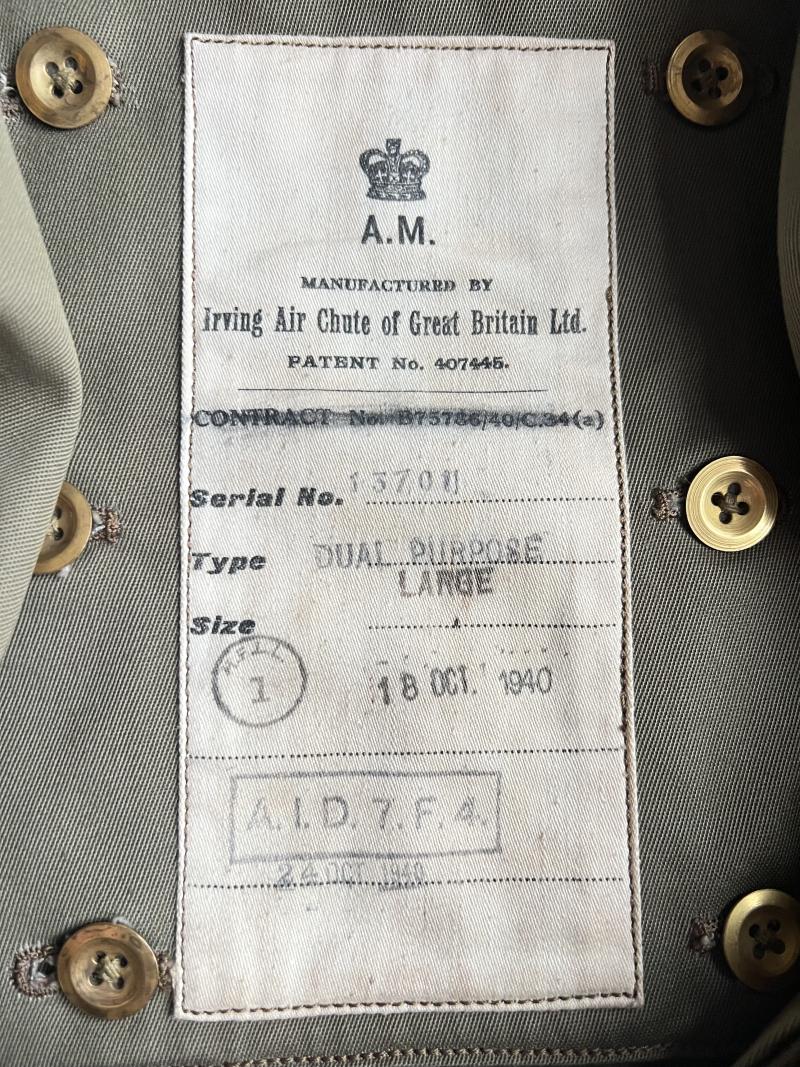 A.M.
MANUFACTURED BY
Irving Air Chute of Great Britain Ltd.
PATENT No. 407445.
CONTRACT No. B75786/40/C.34(a)
Serial No.
Type DUAL PURPOSE
LARGE
Size
1
18 OCT. 1940
A.I.D. 7. F. 4.
24 OCT 1940